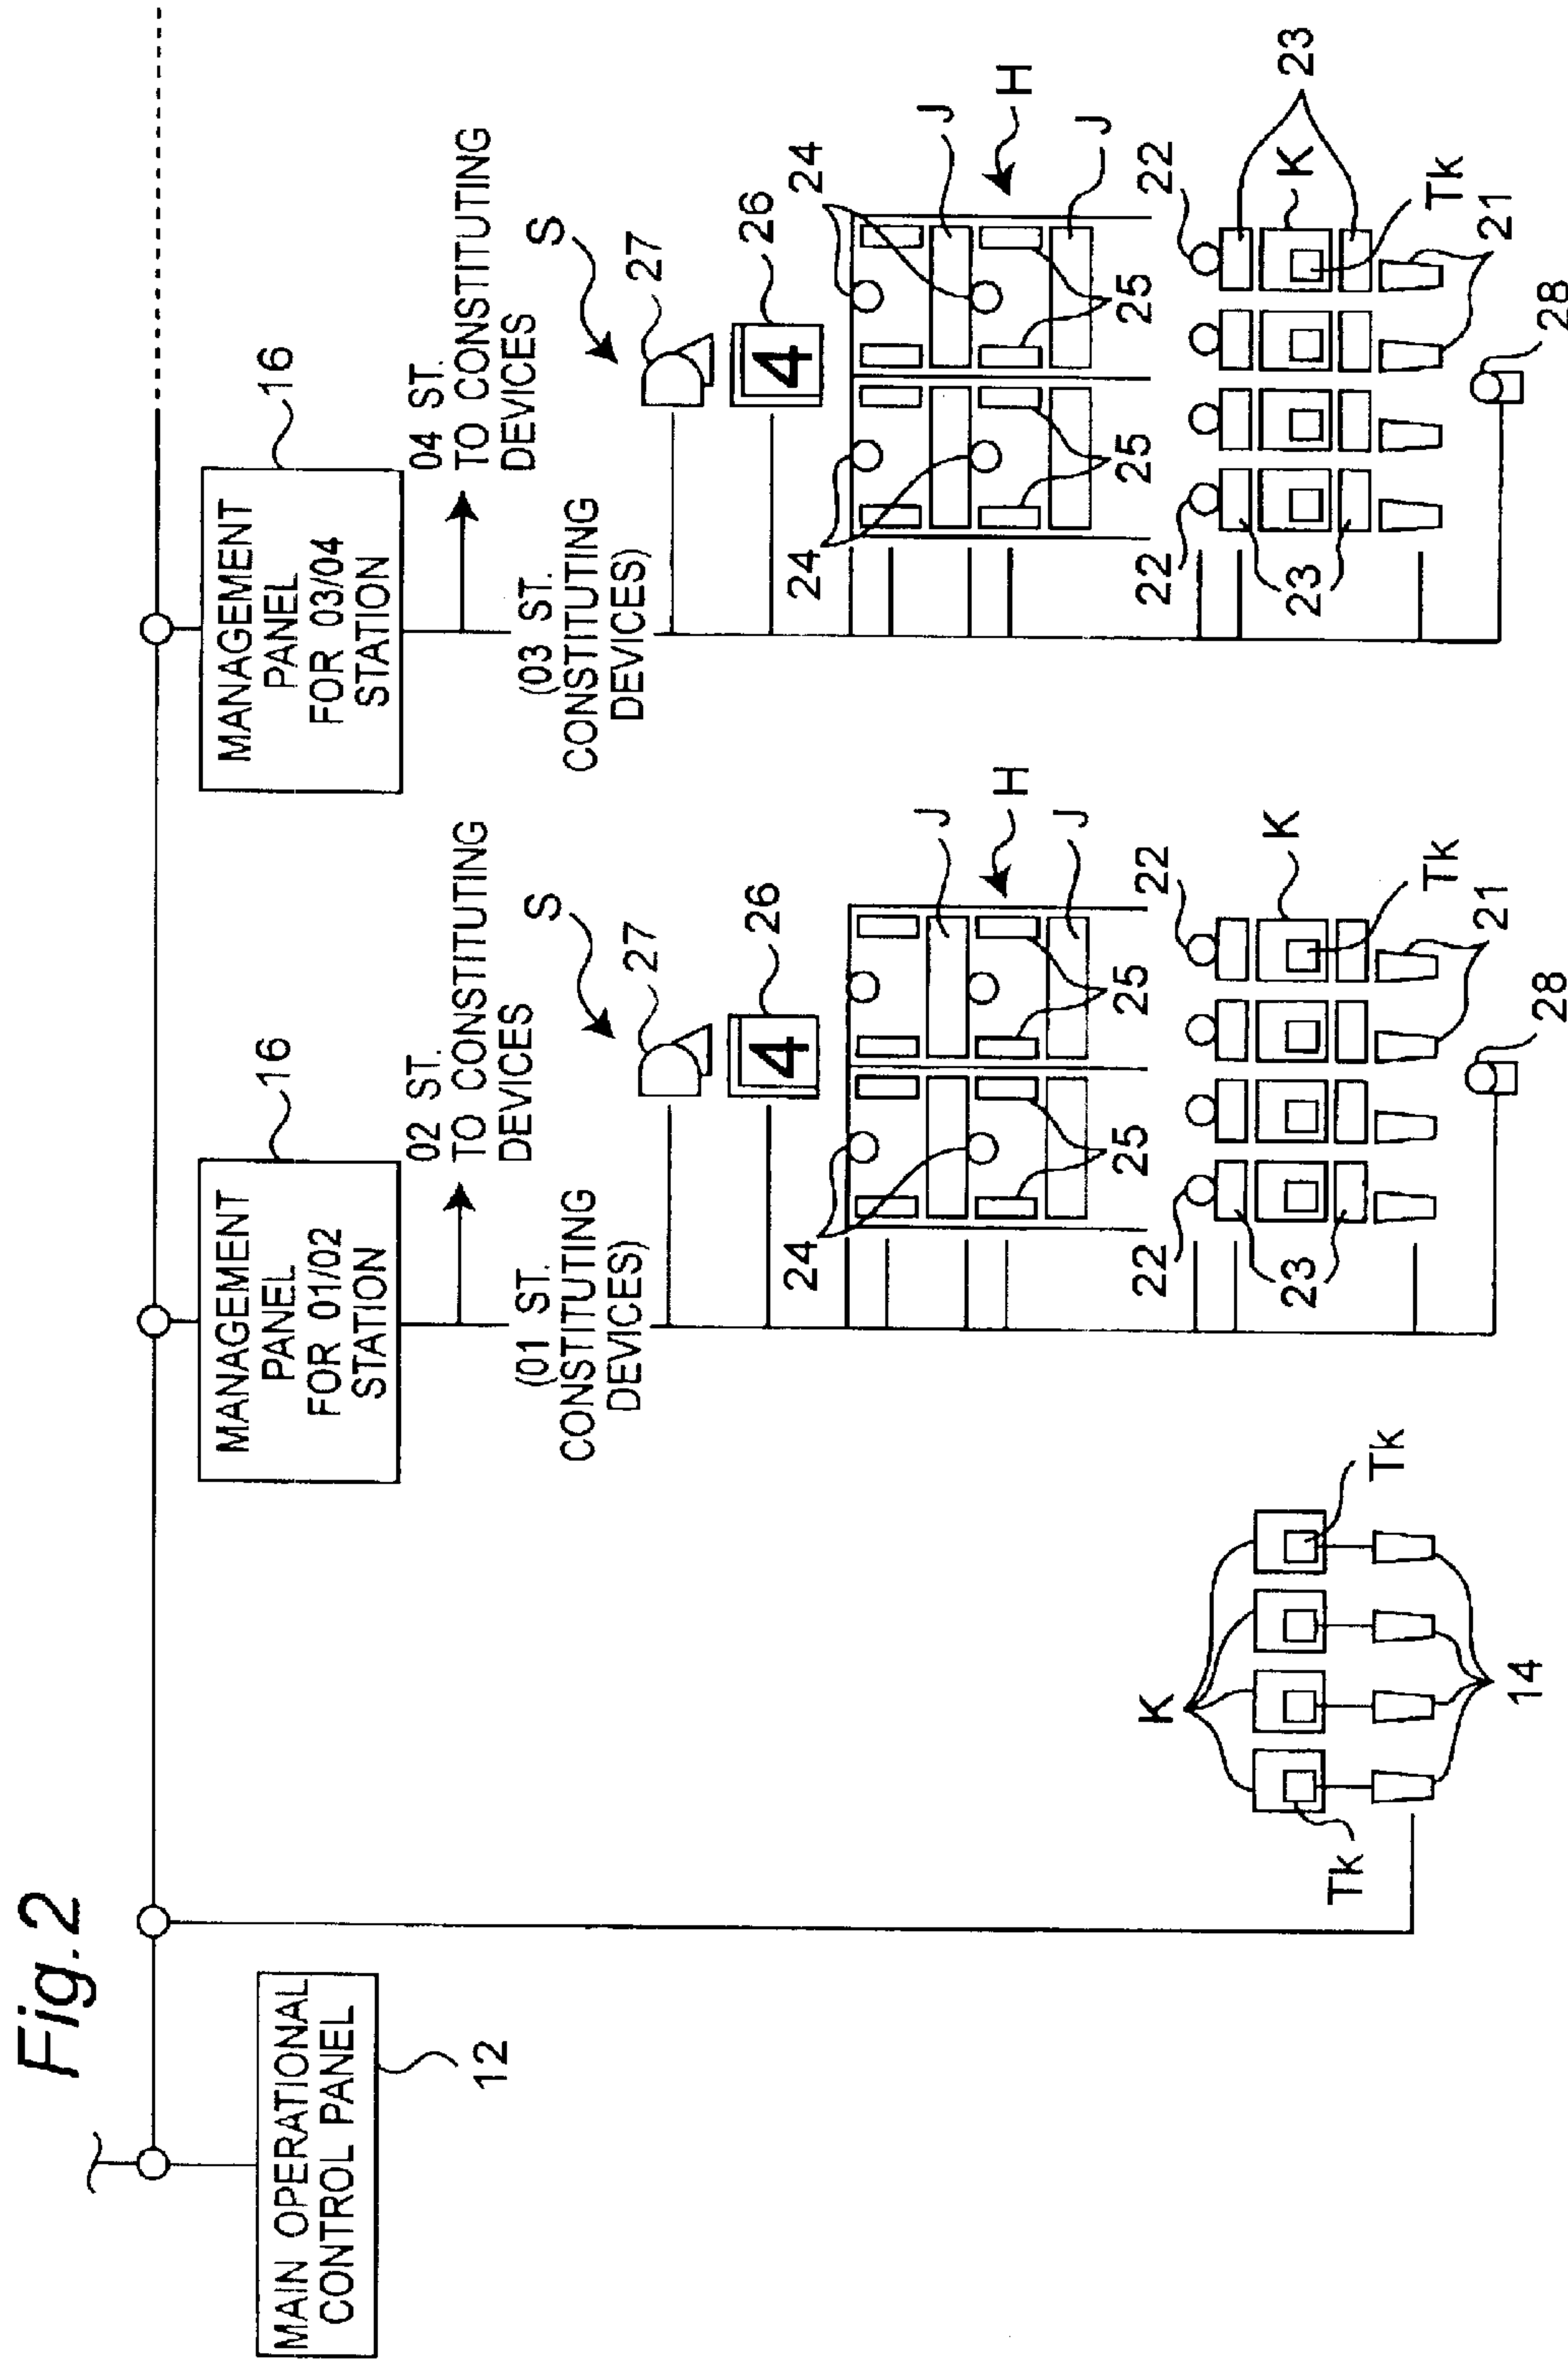 Fig.2
MAIN OPERATIONAL
CONTROL PANEL
12
K
Tk
Tk
14
MANAGEMENT
PANEL
FOR 01/02
STATION
16
02 ST.
TO CONSTITUTING
DEVICES
(01 ST.
CONSTITUTING
DEVICES)
S
27
26
4
J
H
J
24
25
25
22
22
K
23
Tk
21
28
MANAGEMENT
PANEL
FOR 03/04
STATION
16
04 ST.
TO CONSTITUTING
DEVICES
(03 ST.
CONSTITUTING
DEVICES)
S
27
26
4
24
J
H
J
24
25
25
22
22
23
K
23
Tk
21
28